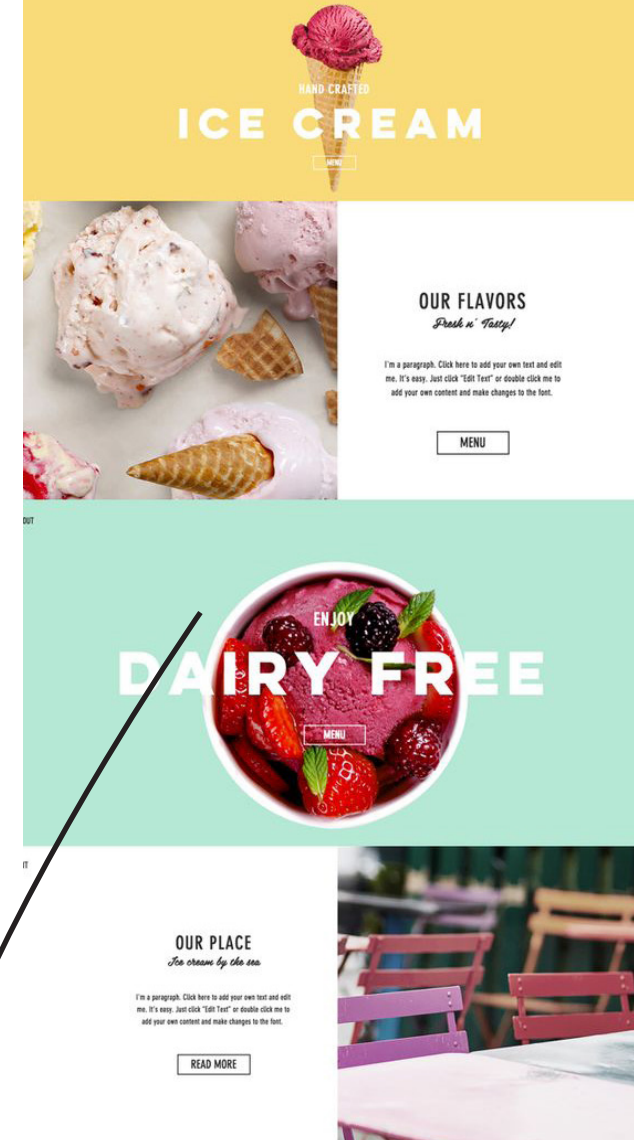 HAND CRAFTED
ICE CREAM
MENU
OUR FLAVORS
Fresh n' Tasty!
I'm a paragraph. Click here to add your own text and edit
me. It's easy. Just click "Edit Text" or double click me to
add your own content and make changes to the font.
MENU
OUT
ENJOY
DAIRY FREE
MENU
UT
OUR PLACE
Ice cream by the sea
I'm a paragraph. Click here to add your own text and edit
me. It's easy. Just click "Edit Text" or double click me to
add your own content and make changes to the font.
READ MORE